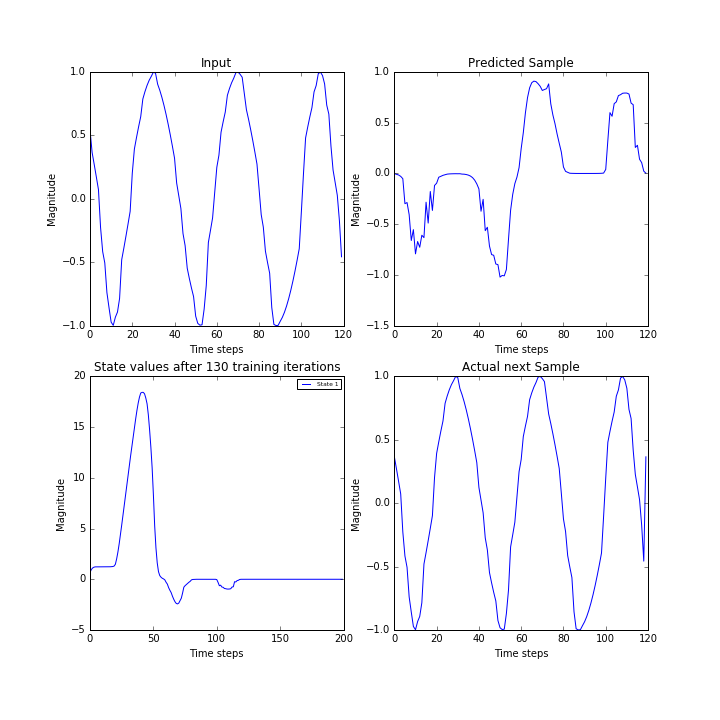 Input
1.0
0.5
0.0
−0.5
−1.0
Magnitude
0 20 40 60 80 100 120
Time steps
Predicted Sample
1.0
0.5
0.0
−0.5
−1.0
−1.5
Magnitude
0 20 40 60 80 100 120
Time steps
State values after 130 training iterations
20
15
10
5
0
−5
Magnitude
State 1
0 50 100 150 200
Time steps
Actual next Sample
1.0
0.5
0.0
−0.5
−1.0
Magnitude
0 20 40 60 80 100 120
Time steps